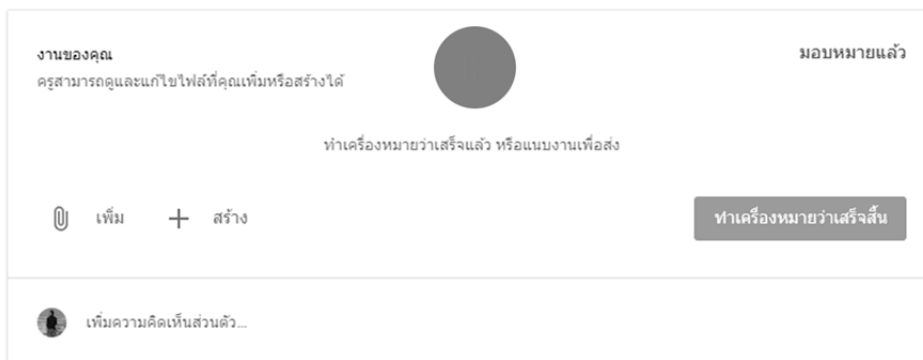 งานของคุณ
มอบหมายแล้ว
ครูสามารถดูและแก้ไขไฟล์ที่คุณเพิ่มหรือสร้างได้
ทำเครื่องหมายว่าเสร็จแล้ว หรือแนบงานเพื่อส่ง
เพิ่ม สร้าง ทำเครื่องหมายว่าเสร็จสิ้น
เพิ่มความคิดเห็นส่วนตัว...